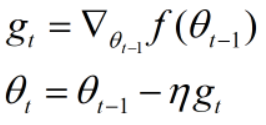 g_t = ∇_{θ_{t−1}} f(θ_{t−1})
θ_t = θ_{t−1} − ηg_t